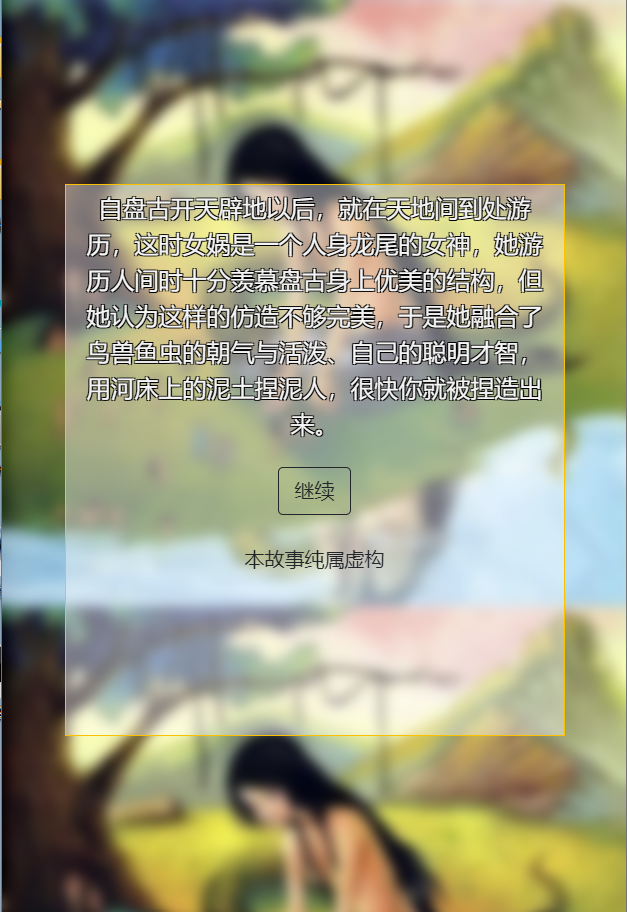 自盘古开天辟地以后，就在天地间到处游
历，这时女娲是一个人身龙尾的女神，她游
历人间时十分羡慕盘古身上优美的结构，但
她认为这样的仿造不够完美，于是她融合了
鸟兽鱼虫的朝气与活泼、自己的聪明才智，
用河床上的泥土捏泥人，很快你就被捏造出
来。
继续
本故事纯属虚构